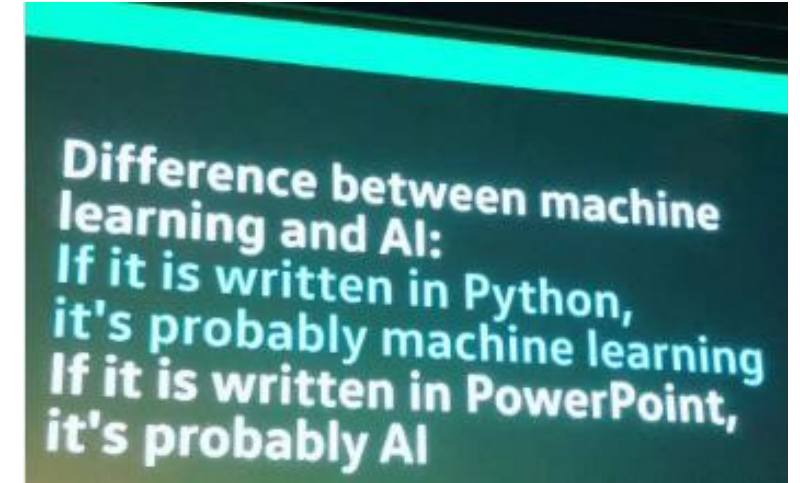 Difference between machine
learning and AI:
If it is written in Python,
it's probably machine learning
If it is written in PowerPoint,
it's probably AI